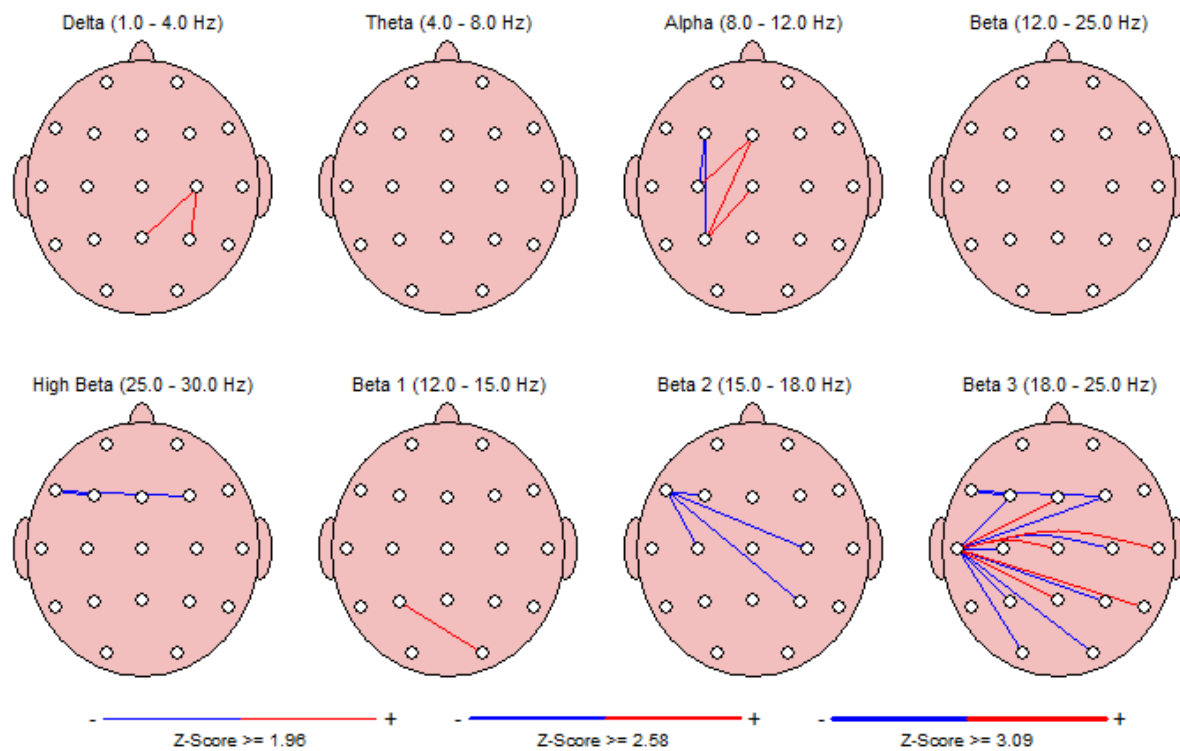 Delta (1.0 - 4.0 Hz) Theta (4.0 - 8.0 Hz) Alpha (8.0 - 12.0 Hz) Beta (12.0 - 25.0 Hz)
High Beta (25.0 - 30.0 Hz) Beta 1 (12.0 - 15.0 Hz) Beta 2 (15.0 - 18.0 Hz) Beta 3 (18.0 - 25.0 Hz)
- + - + - +
Z-Score >= 1.96 Z-Score >= 2.58 Z-Score >= 3.09